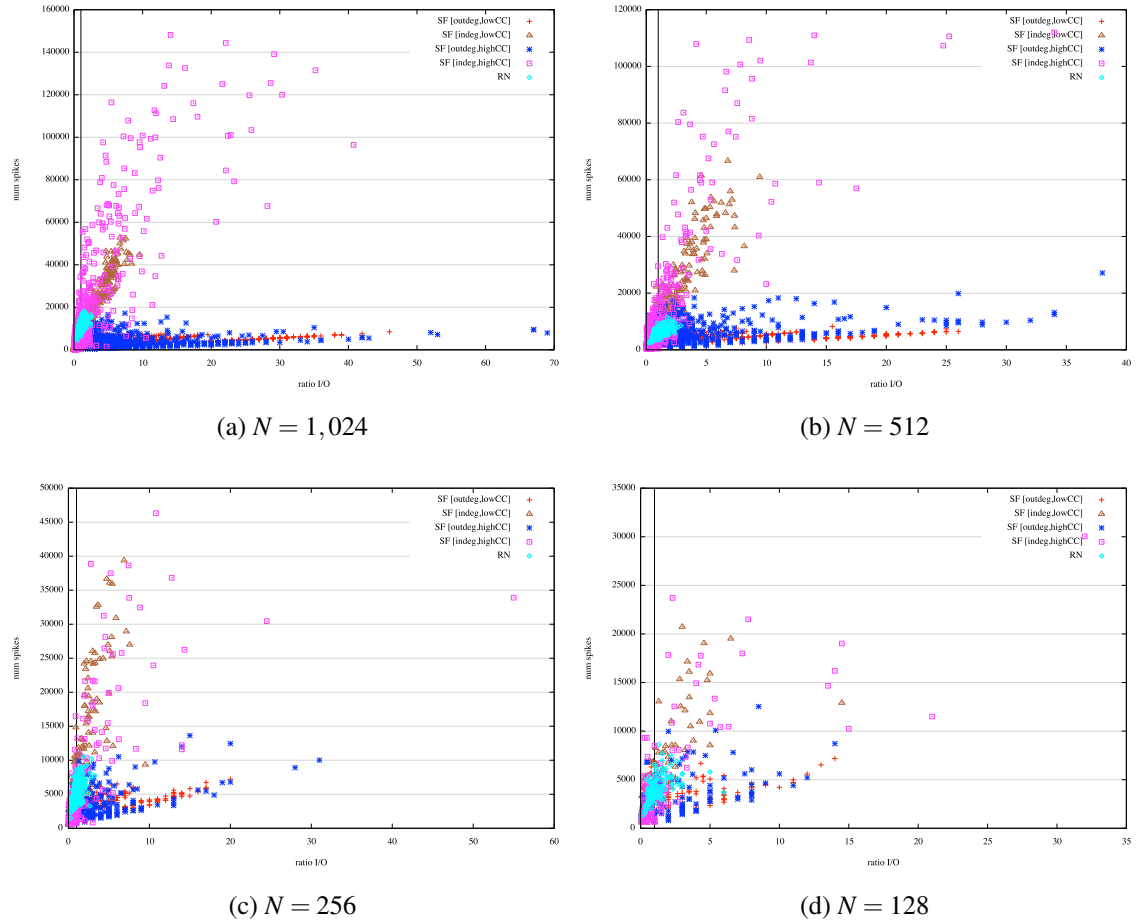 160000
140000
120000
100000
80000
60000
40000
20000
0
num spikes
0 10 20 30 40 50 60 70
ratio I/O
SF [outdeg,lowCC]
SF [indeg,lowCC]
SF [outdeg,highCC]
SF [indeg,highCC]
RN
(a) N = 1,024
120000
100000
80000
60000
40000
20000
0
num spikes
0 5 10 15 20 25 30 35 40
ratio I/O
SF [outdeg,lowCC]
SF [indeg,lowCC]
SF [outdeg,highCC]
SF [indeg,highCC]
RN
(b) N = 512
50000
45000
40000
35000
30000
25000
20000
15000
10000
5000
0
num spikes
0 10 20 30 40 50 60
ratio I/O
SF [outdeg,lowCC]
SF [indeg,lowCC]
SF [outdeg,highCC]
SF [indeg,highCC]
RN
(c) N = 256
35000
30000
25000
20000
15000
10000
5000
0
num spikes
0 5 10 15 20 25 30 35
ratio I/O
SF [outdeg,lowCC]
SF [indeg,lowCC]
SF [outdeg,highCC]
SF [indeg,highCC]
RN
(d) N = 128